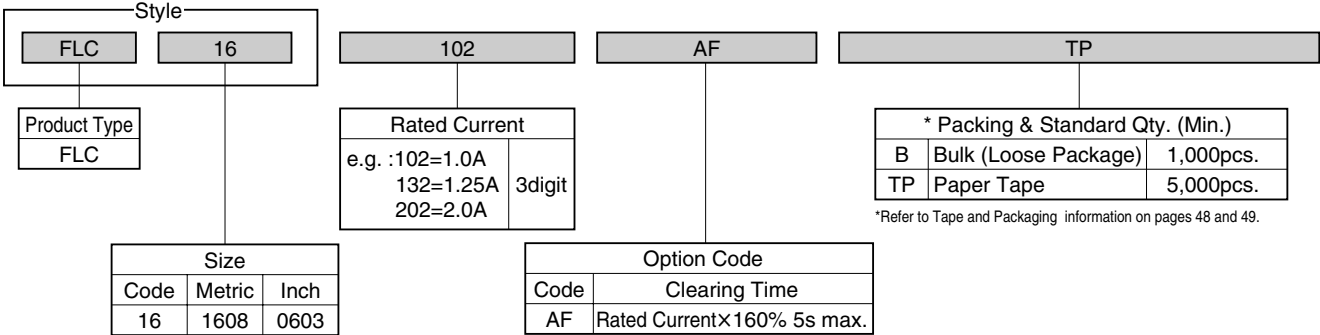 Style
FLC 16 102 AF TP
Product Type
FLC
Rated Current
e.g. :102=1.0A
132=1.25A
202=2.0A
3digit
* Packing & Standard Qty. (Min.)
B Bulk (Loose Package) 1,000pcs.
TP Paper Tape 5,000pcs.
*Refer to Tape and Packaging information on pages 48 and 49.
Size
Code Metric Inch
16 1608 0603
Option Code
Code Clearing Time
AF Rated Current×160% 5s max.